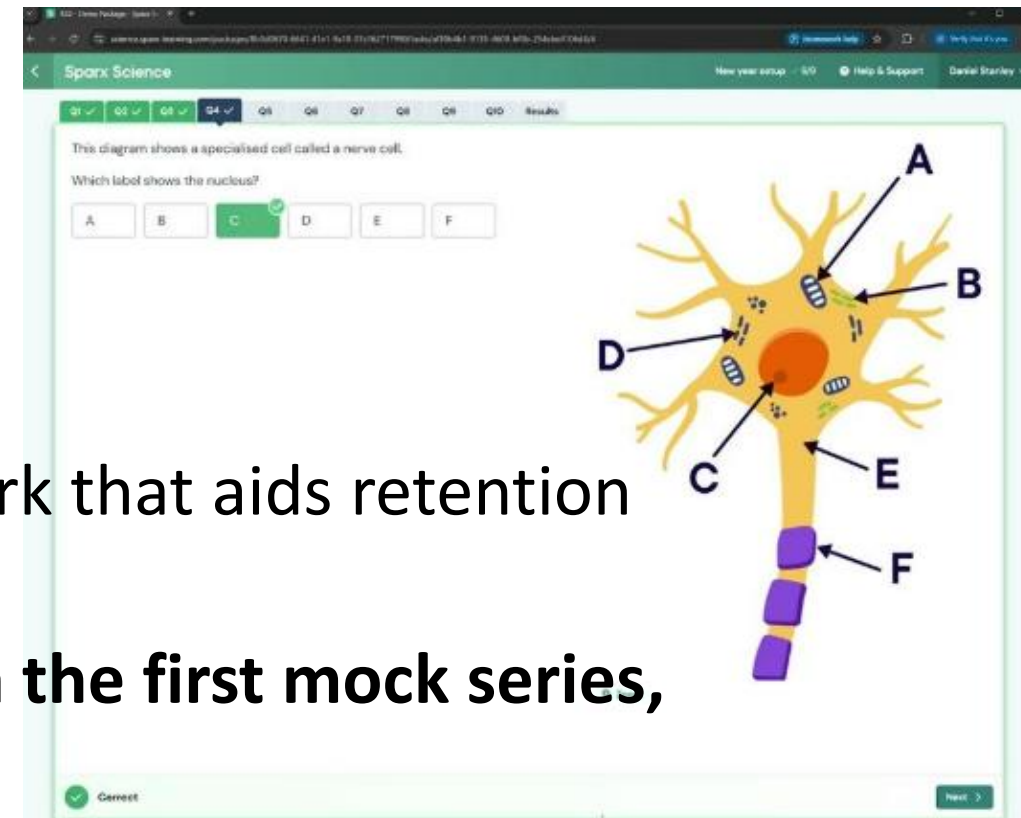 Sparx Science
New year setup
Help & Support
Daniel Stanley
Q1 Q2 Q3 Q4 Q5 Q6 Q7 Q8 Q9 Q10 Results
This diagram shows a specialised cell called a nerve cell.
Which label shows the nucleus?
A B C D E F
A
B
D
C
E
F
rk that aids retention
the first mock series,
Correct
Next